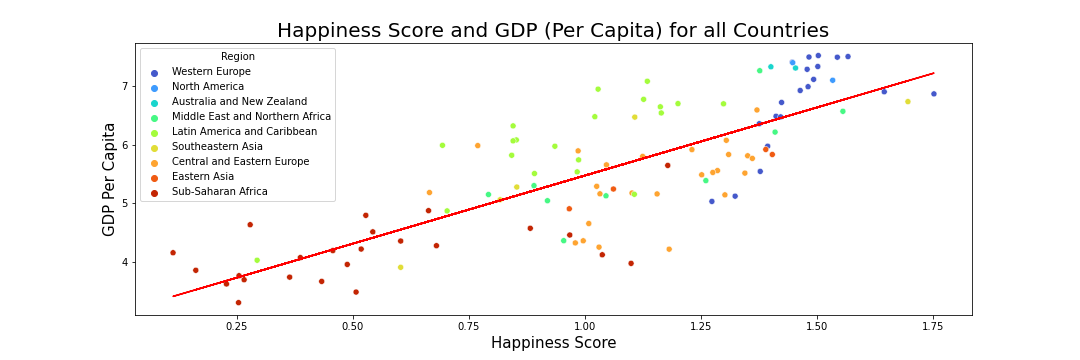 Happiness Score and GDP (Per Capita) for all Countries
Region
Western Europe
North America
Australia and New Zealand
Middle East and Northern Africa
Latin America and Caribbean
Southeastern Asia
Central and Eastern Europe
Eastern Asia
Sub-Saharan Africa
GDP Per Capita
7
6
5
4
0.25 0.50 0.75 1.00 1.25 1.50 1.75
Happiness Score